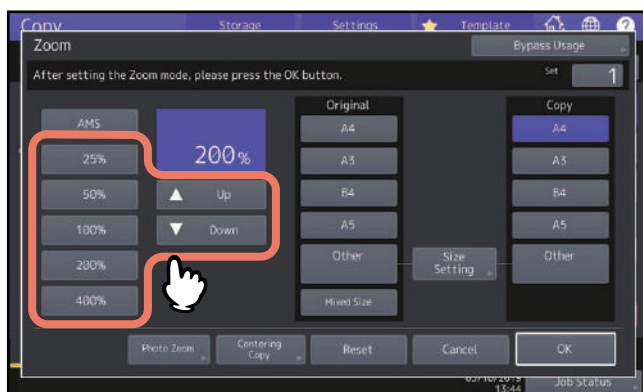 Copy
Storage
Settings
Template
Zoom
Bypass Usage
After setting the Zoom mode, please press the OK button.
Set
1
AMS
25%
50%
100%
200%
400%
200%
Up
Down
Original
A4
A3
B4
A5
Other
Mixed Size
Size
Setting
Copy
A4
A3
B4
A5
Other
Photo Zoom
Centering
Copy
Reset
Cancel
OK
13:44
Job Status